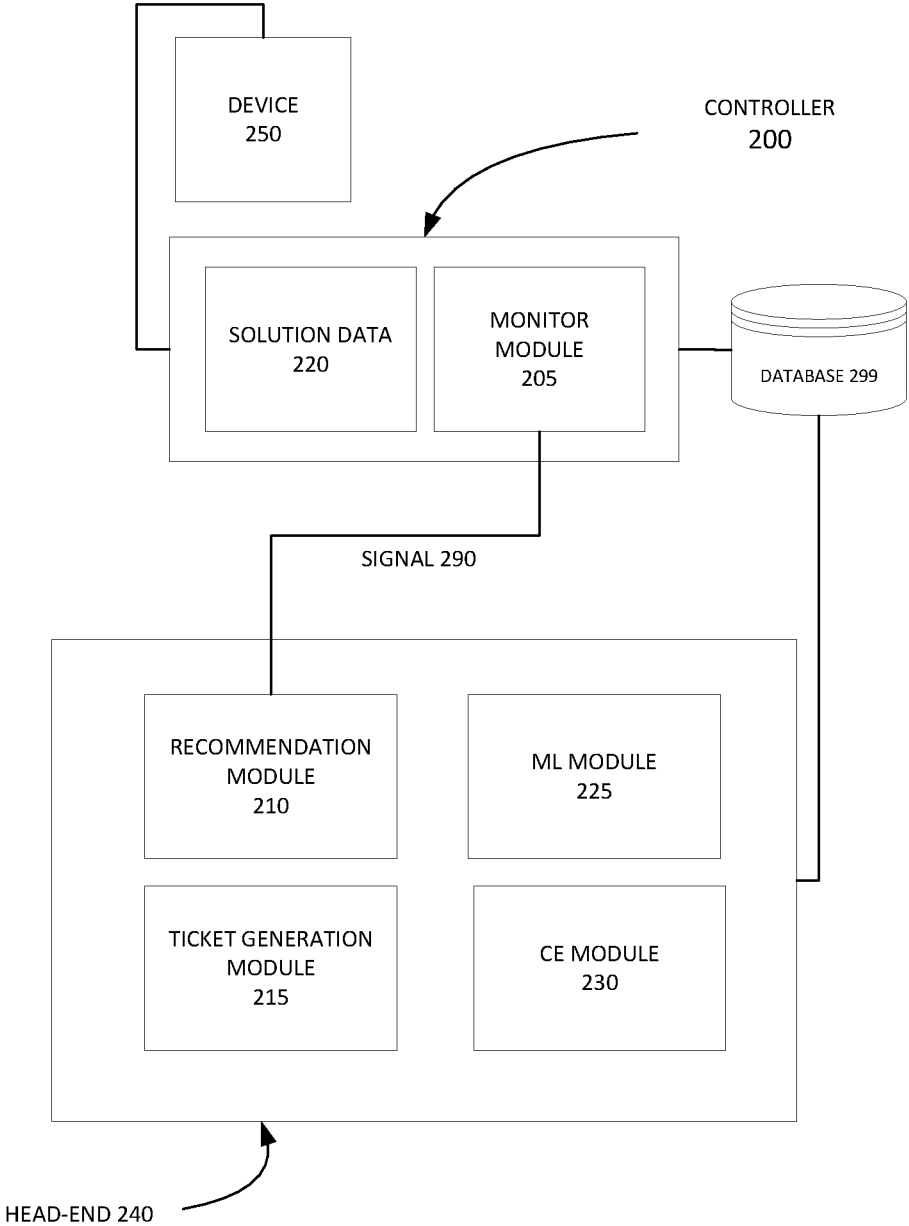 DEVICE
250
CONTROLLER
200
SOLUTION DATA
220
MONITOR
MODULE
205
DATABASE 299
SIGNAL 290
RECOMMENDATION
MODULE
210
ML MODULE
225
TICKET GENERATION
MODULE
215
CE MODULE
230
HEAD-END 240